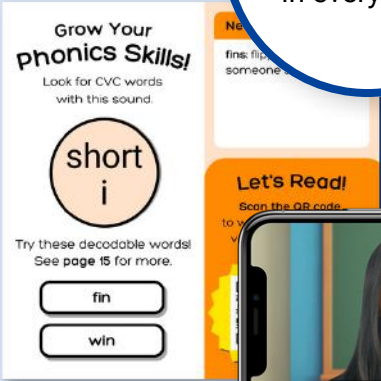 in every
Grow Your
Phonics Skills!
Look for CVC words
with this sound.
short
i
Try these decodable words!
See page 15 for more.
fin
win
fins:
someone
Let's Read!
Scan the QR code